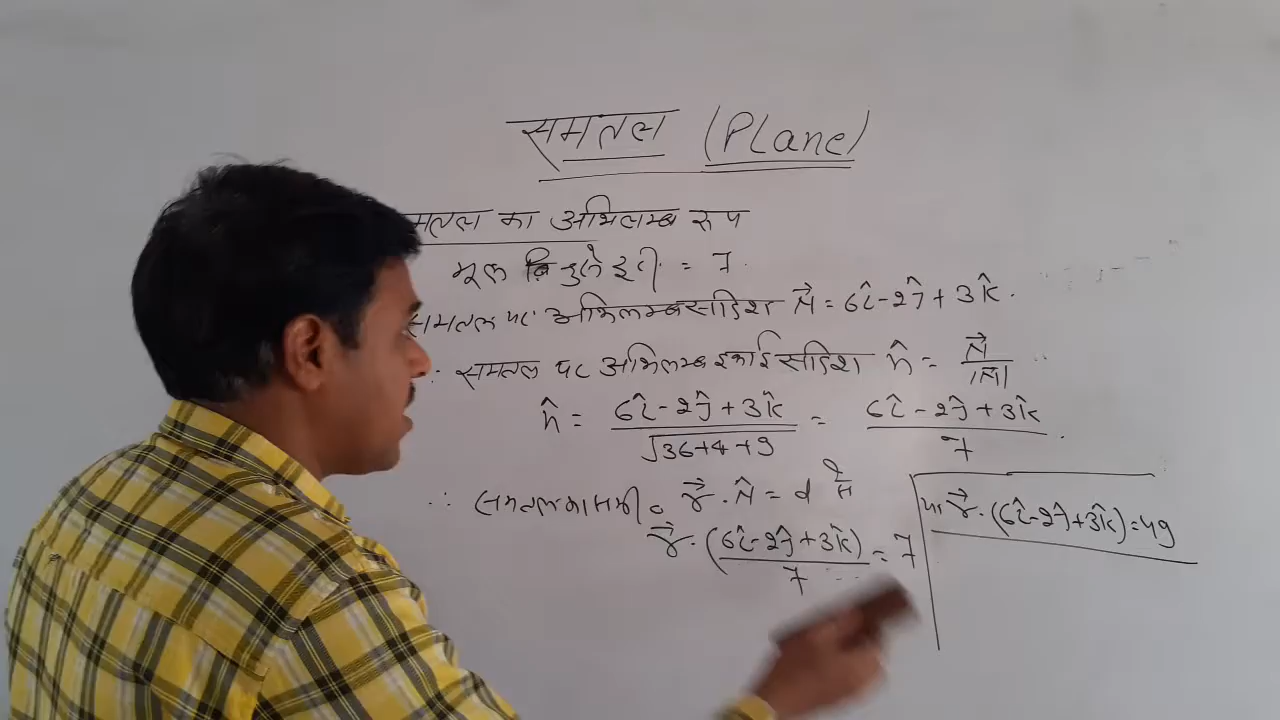 समतल (Plane)
समतल का अभिलम्ब रूप
मूल बि दुसे दूरी = 7.
समतल पर अभिलम्ब सदिश N⃗ = 6î - 2ĵ + 3k̂.
∴ समतल पर अभिलम्ब इकाई सदिश n̂ = N⃗/|N⃗|
n̂ = (6î - 2ĵ + 3k̂)/√36+4+9 = (6î - 2ĵ + 3k̂)/7.
∴ समतल का समी० r⃗ . n̂ = d से
r⃗ . (6î - 2ĵ + 3k̂)/7 = 7
या r⃗ . (6î - 2ĵ + 3k̂) = 49